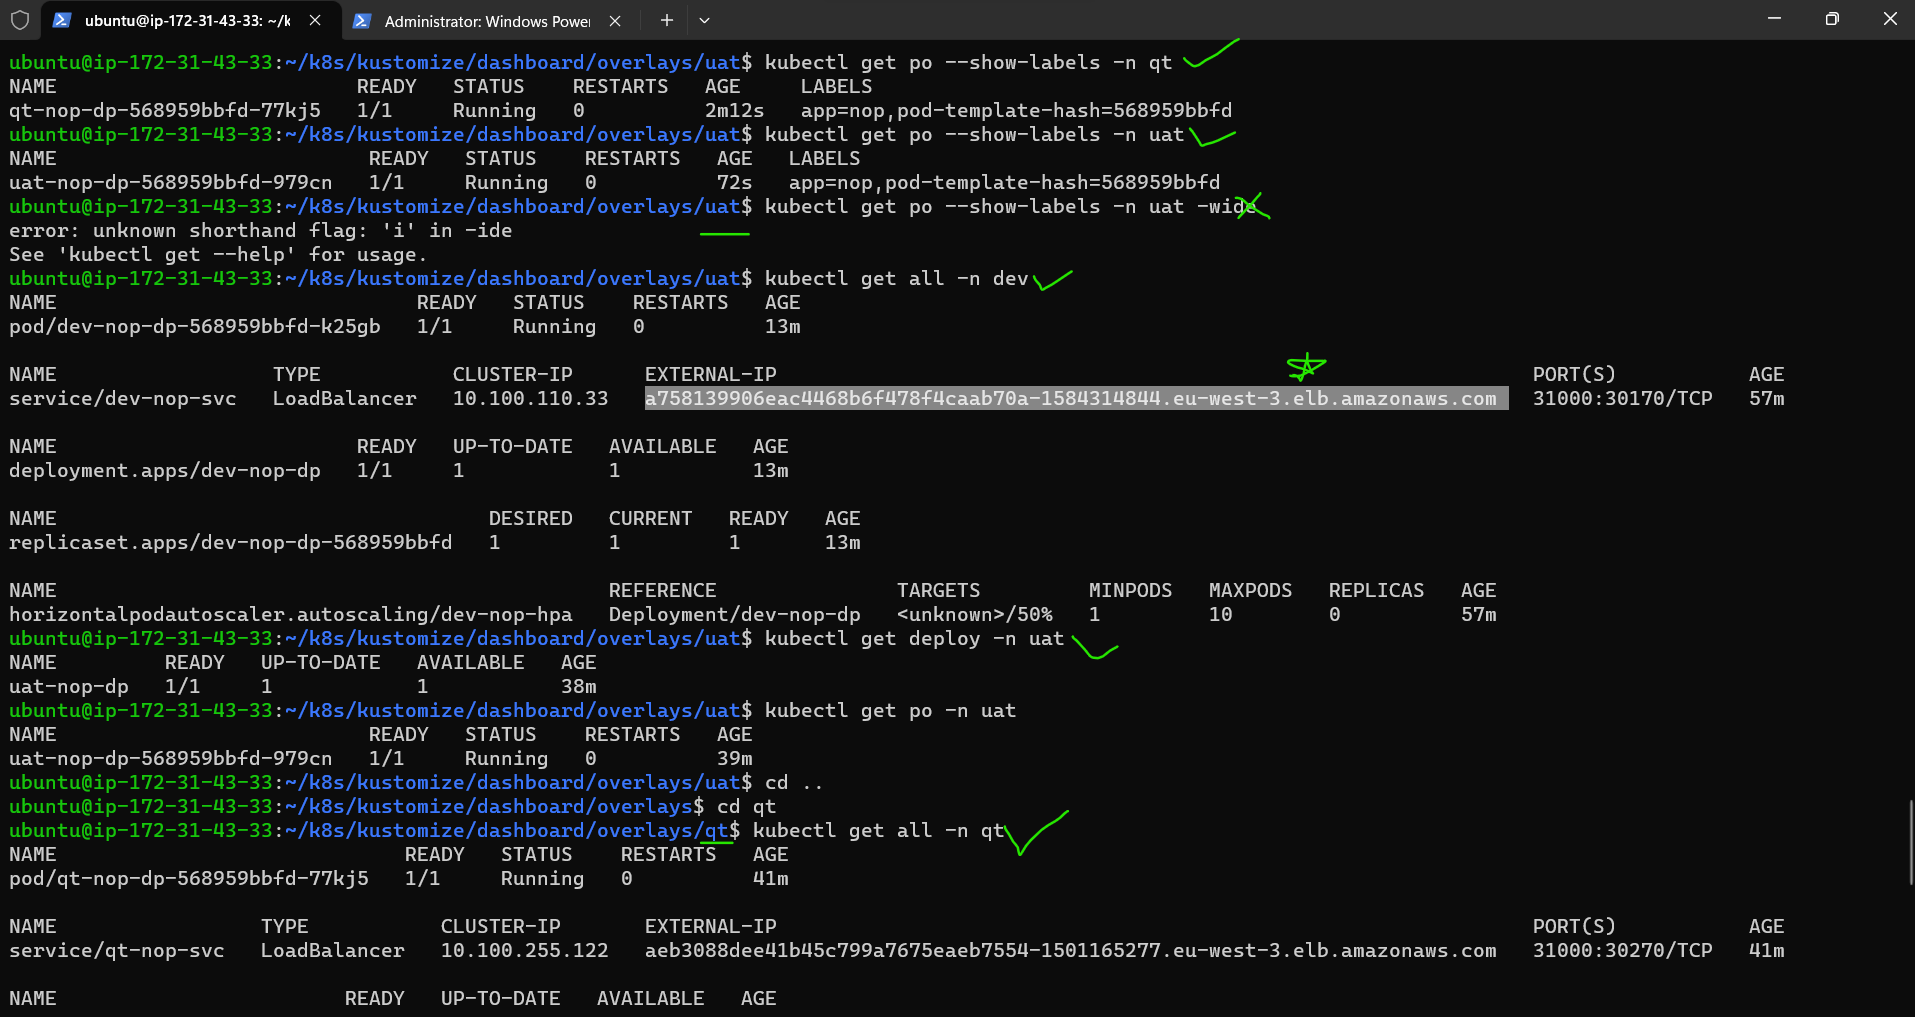 ubuntu@ip-172-31-43-33: ~/k
Administrator: Windows Power
ubuntu@ip-172-31-43-33:~/k8s/kustomize/dashboard/overlays/uat$ kubectl get po --show-labels -n qt
NAME READY STATUS RESTARTS AGE LABELS
qt-nop-dp-568959bbfd-77kj5 1/1 Running 0 2m12s app=nop,pod-template-hash=568959bbfd
ubuntu@ip-172-31-43-33:~/k8s/kustomize/dashboard/overlays/uat$ kubectl get po --show-labels -n uat
NAME READY STATUS RESTARTS AGE LABELS
uat-nop-dp-568959bbfd-979cn 1/1 Running 0 72s app=nop,pod-template-hash=568959bbfd
ubuntu@ip-172-31-43-33:~/k8s/kustomize/dashboard/overlays/uat$ kubectl get po --show-labels -n uat -wide
error: unknown shorthand flag: 'i' in -ide
See 'kubectl get --help' for usage.
ubuntu@ip-172-31-43-33:~/k8s/kustomize/dashboard/overlays/uat$ kubectl get all -n dev
NAME READY STATUS RESTARTS AGE
pod/dev-nop-dp-568959bbfd-k25gb 1/1 Running 0 13m
NAME TYPE CLUSTER-IP EXTERNAL-IP PORT(S) AGE
service/dev-nop-svc LoadBalancer 10.100.110.33 a758139906eac4468b6f478f4caab70a-1584314844.eu-west-3.elb.amazonaws.com 31000:30170/TCP 57m
NAME READY UP-TO-DATE AVAILABLE AGE
deployment.apps/dev-nop-dp 1/1 1 1 13m
NAME DESIRED CURRENT READY AGE
replicaset.apps/dev-nop-dp-568959bbfd 1 1 1 13m
NAME REFERENCE TARGETS MINPODS MAXPODS REPLICAS AGE
horizontalpodautoscaler.autoscaling/dev-nop-hpa Deployment/dev-nop-dp <unknown>/50% 1 10 0 57m
ubuntu@ip-172-31-43-33:~/k8s/kustomize/dashboard/overlays/uat$ kubectl get deploy -n uat
NAME READY UP-TO-DATE AVAILABLE AGE
uat-nop-dp 1/1 1 1 38m
ubuntu@ip-172-31-43-33:~/k8s/kustomize/dashboard/overlays/uat$ kubectl get po -n uat
NAME READY STATUS RESTARTS AGE
uat-nop-dp-568959bbfd-979cn 1/1 Running 0 39m
ubuntu@ip-172-31-43-33:~/k8s/kustomize/dashboard/overlays/uat$ cd ..
ubuntu@ip-172-31-43-33:~/k8s/kustomize/dashboard/overlays$ cd qt
ubuntu@ip-172-31-43-33:~/k8s/kustomize/dashboard/overlays/qt$ kubectl get all -n qt
NAME READY STATUS RESTARTS AGE
pod/qt-nop-dp-568959bbfd-77kj5 1/1 Running 0 41m
NAME TYPE CLUSTER-IP EXTERNAL-IP PORT(S) AGE
service/qt-nop-svc LoadBalancer 10.100.255.122 aeb3088dee41b45c799a7675eaeb7554-1501165277.eu-west-3.elb.amazonaws.com 31000:30270/TCP 41m
NAME READY UP-TO-DATE AVAILABLE AGE